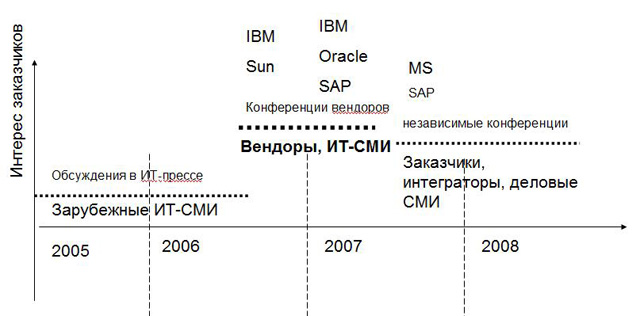 Интерес заказчиков
IBM
Sun
IBM
Oracle
SAP
MS
SAP
Конференции вендоров
независимые конференции
Вендоры, ИТ-СМИ
Заказчики,
интеграторы, деловые
СМИ
Обсуждения в ИТ-прессе
Зарубежные ИТ-СМИ
2005
2006
2007
2008